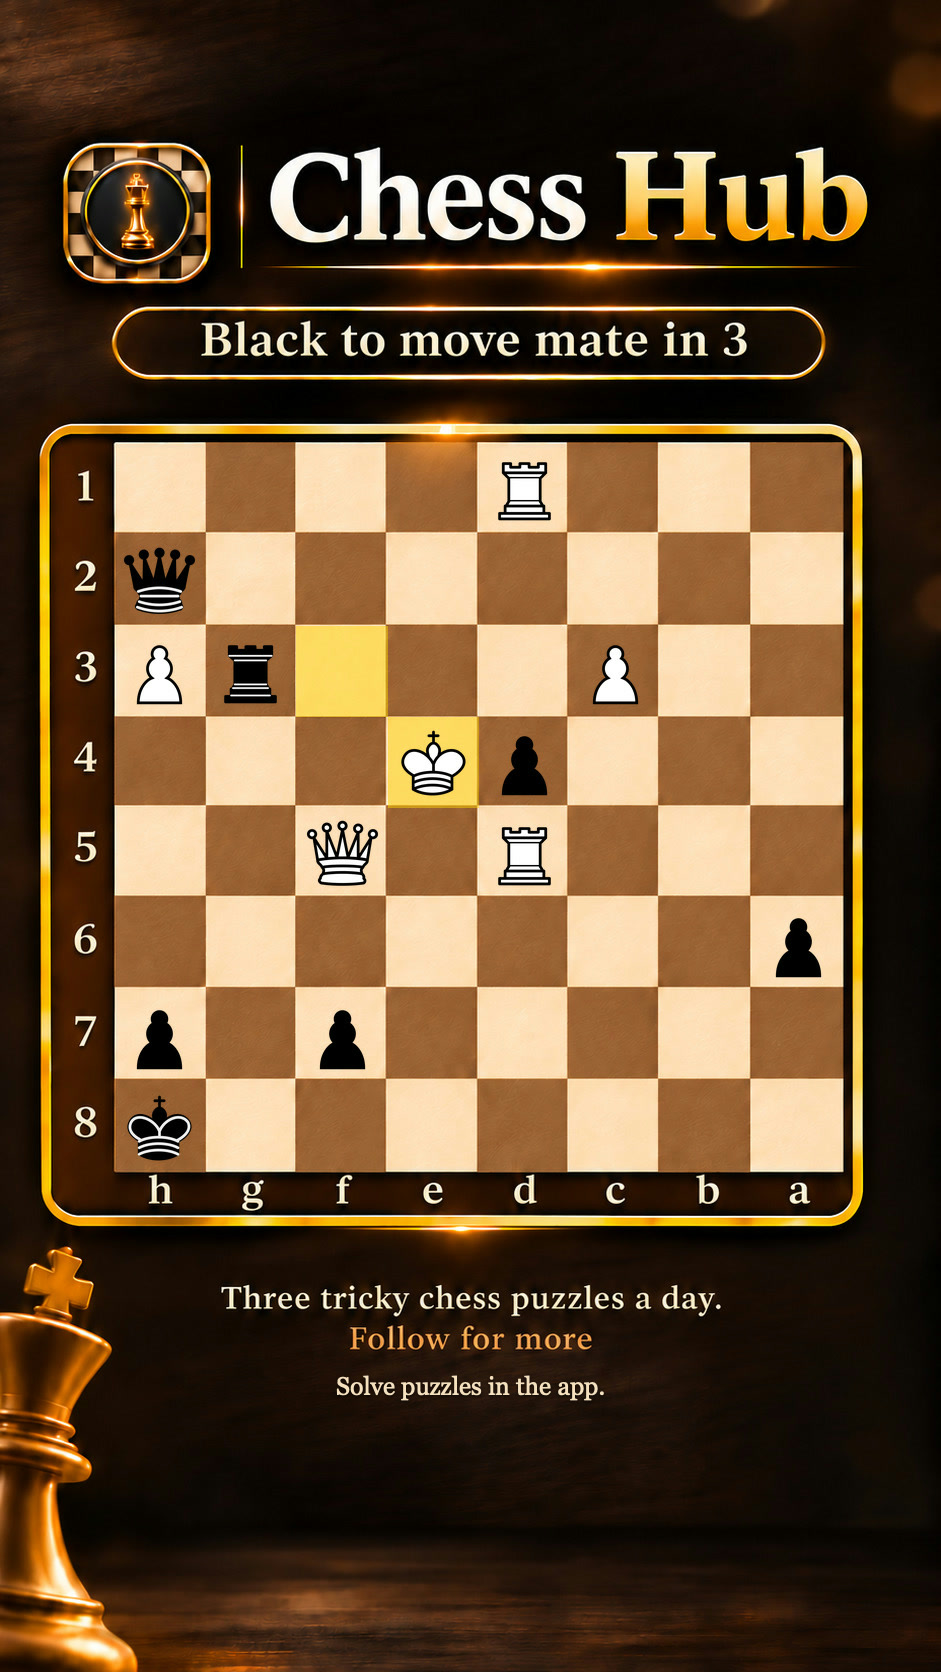 Chess Hub
Black to move mate in 3
1
2
3
4
5
6
7
8
h g f e d c b a
Three tricky chess puzzles a day.
Follow for more
Solve puzzles in the app.